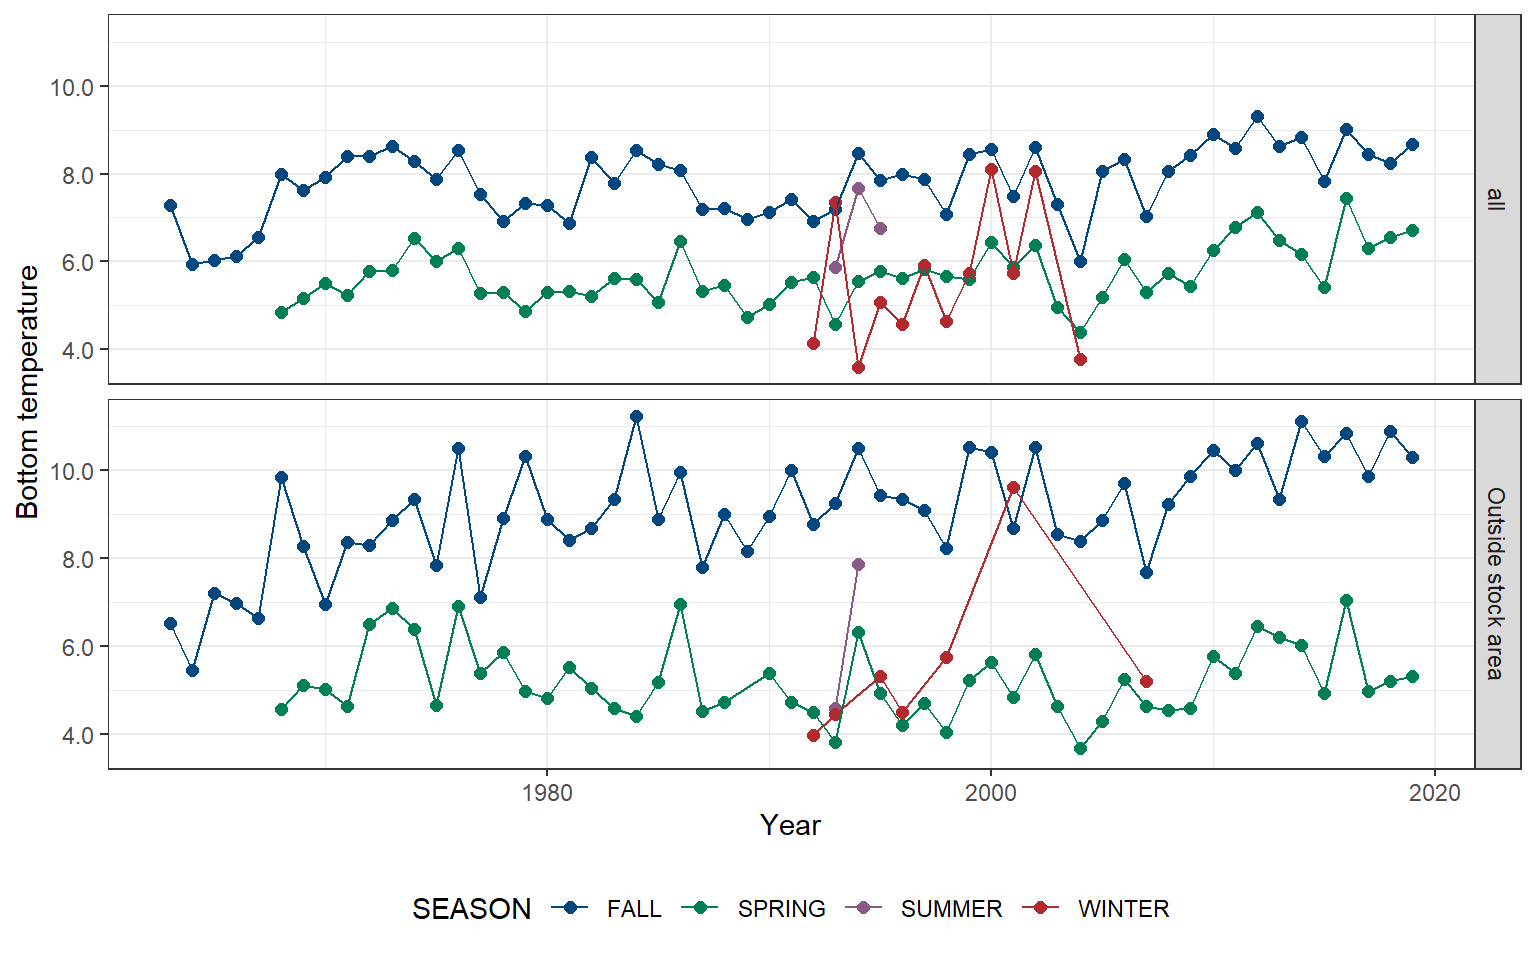 10.0
8.0
6.0
4.0
all
10.0
8.0
6.0
4.0
Outside stock area
Bottom temperature
1980 2000 2020
Year
SEASON FALL SPRING SUMMER WINTER